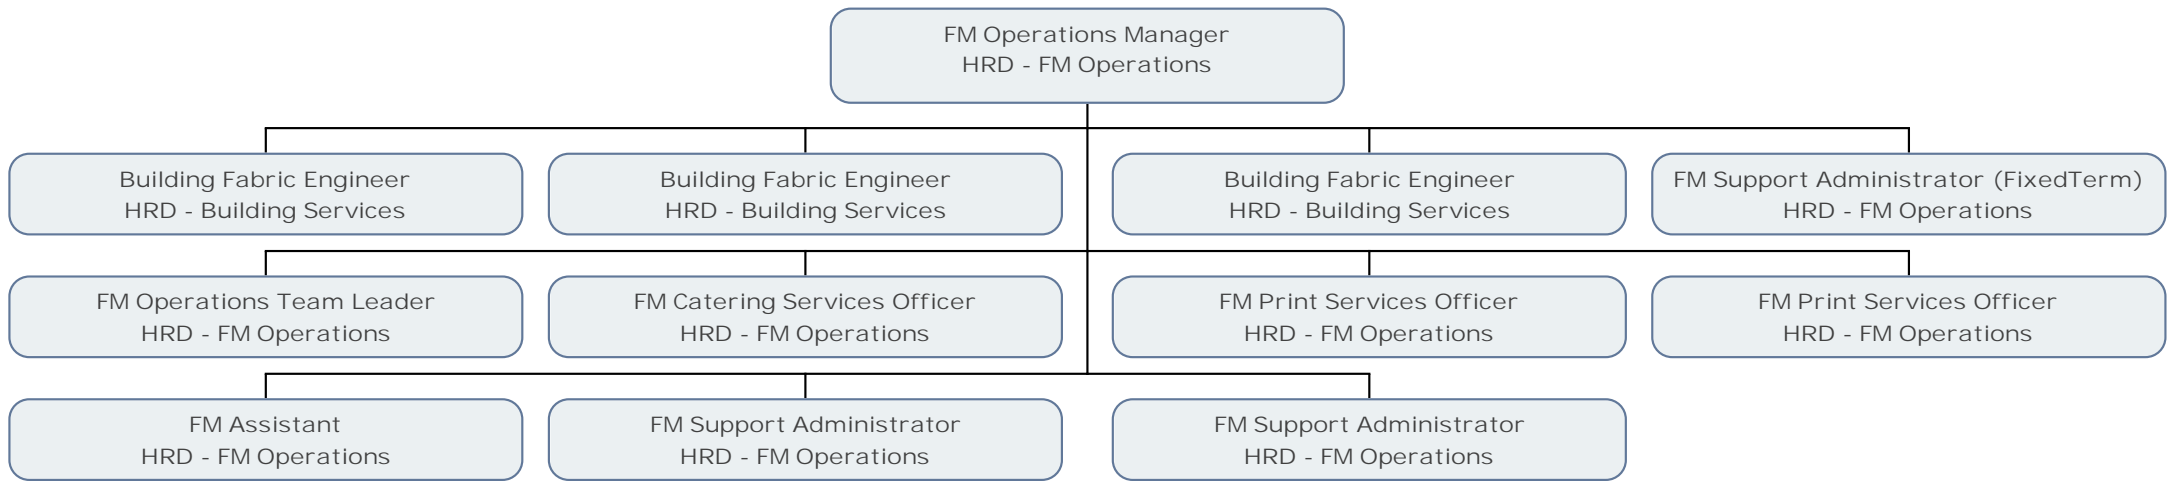 FM Operations Manager
HRD - FM Operations
Building Fabric Engineer
HRD - Building Services
Building Fabric Engineer
HRD - Building Services
Building Fabric Engineer
HRD - Building Services
FM Support Administrator (FixedTerm)
HRD - FM Operations
FM Operations Team Leader
HRD - FM Operations
FM Catering Services Officer
HRD - FM Operations
FM Print Services Officer
HRD - FM Operations
FM Print Services Officer
HRD - FM Operations
FM Assistant
HRD - FM Operations
FM Support Administrator
HRD - FM Operations
FM Support Administrator
HRD - FM Operations